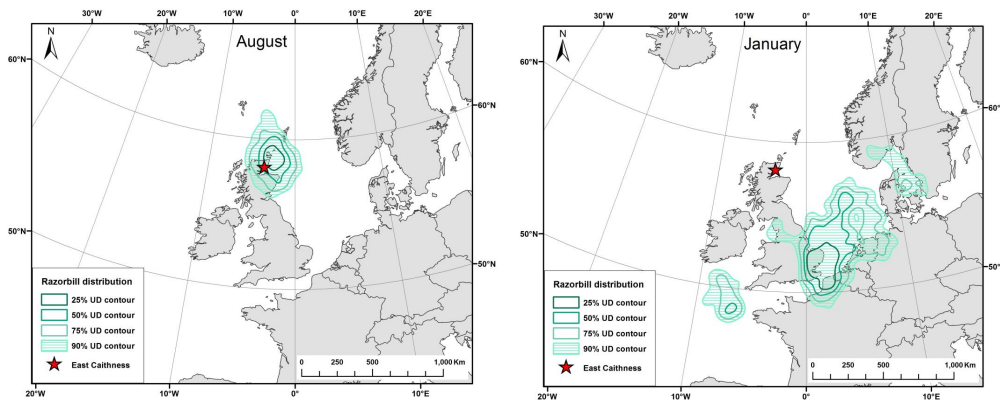 30°W 20°W 10°W 0° 10°E 20°E
N
August
60°N
60°N
50°N
50°N
Razorbill distribution
25% UD contour
50% UD contour
75% UD contour
90% UD contour
East Caithness
0 250 500 1,000 Km
20°W 10°W 0° 10°E
30°W 20°W 10°W 0° 10°E 20°E
N
January
60°N
60°N
50°N
50°
Razorbill distribution
25% UD contour
50% UD contour
75% UD contour
90% UD contour
East Caithness
0 250 500 1,000 Km
20°W 10°W 0° 10°E